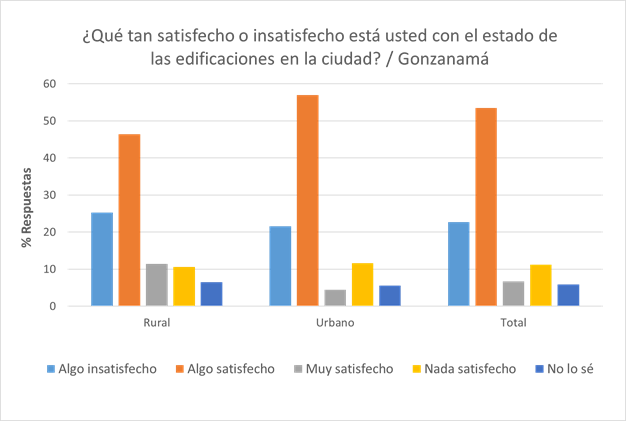 ¿Qué tan satisfecho o insatisfecho está usted con el estado de
las edificaciones en la ciudad? / Gonzanamá
60
50
40
30
20
10
0
% Respuestas
Rural Urbano Total
Algo insatisfecho Algo satisfecho Muy satisfecho Nada satisfecho No lo sé